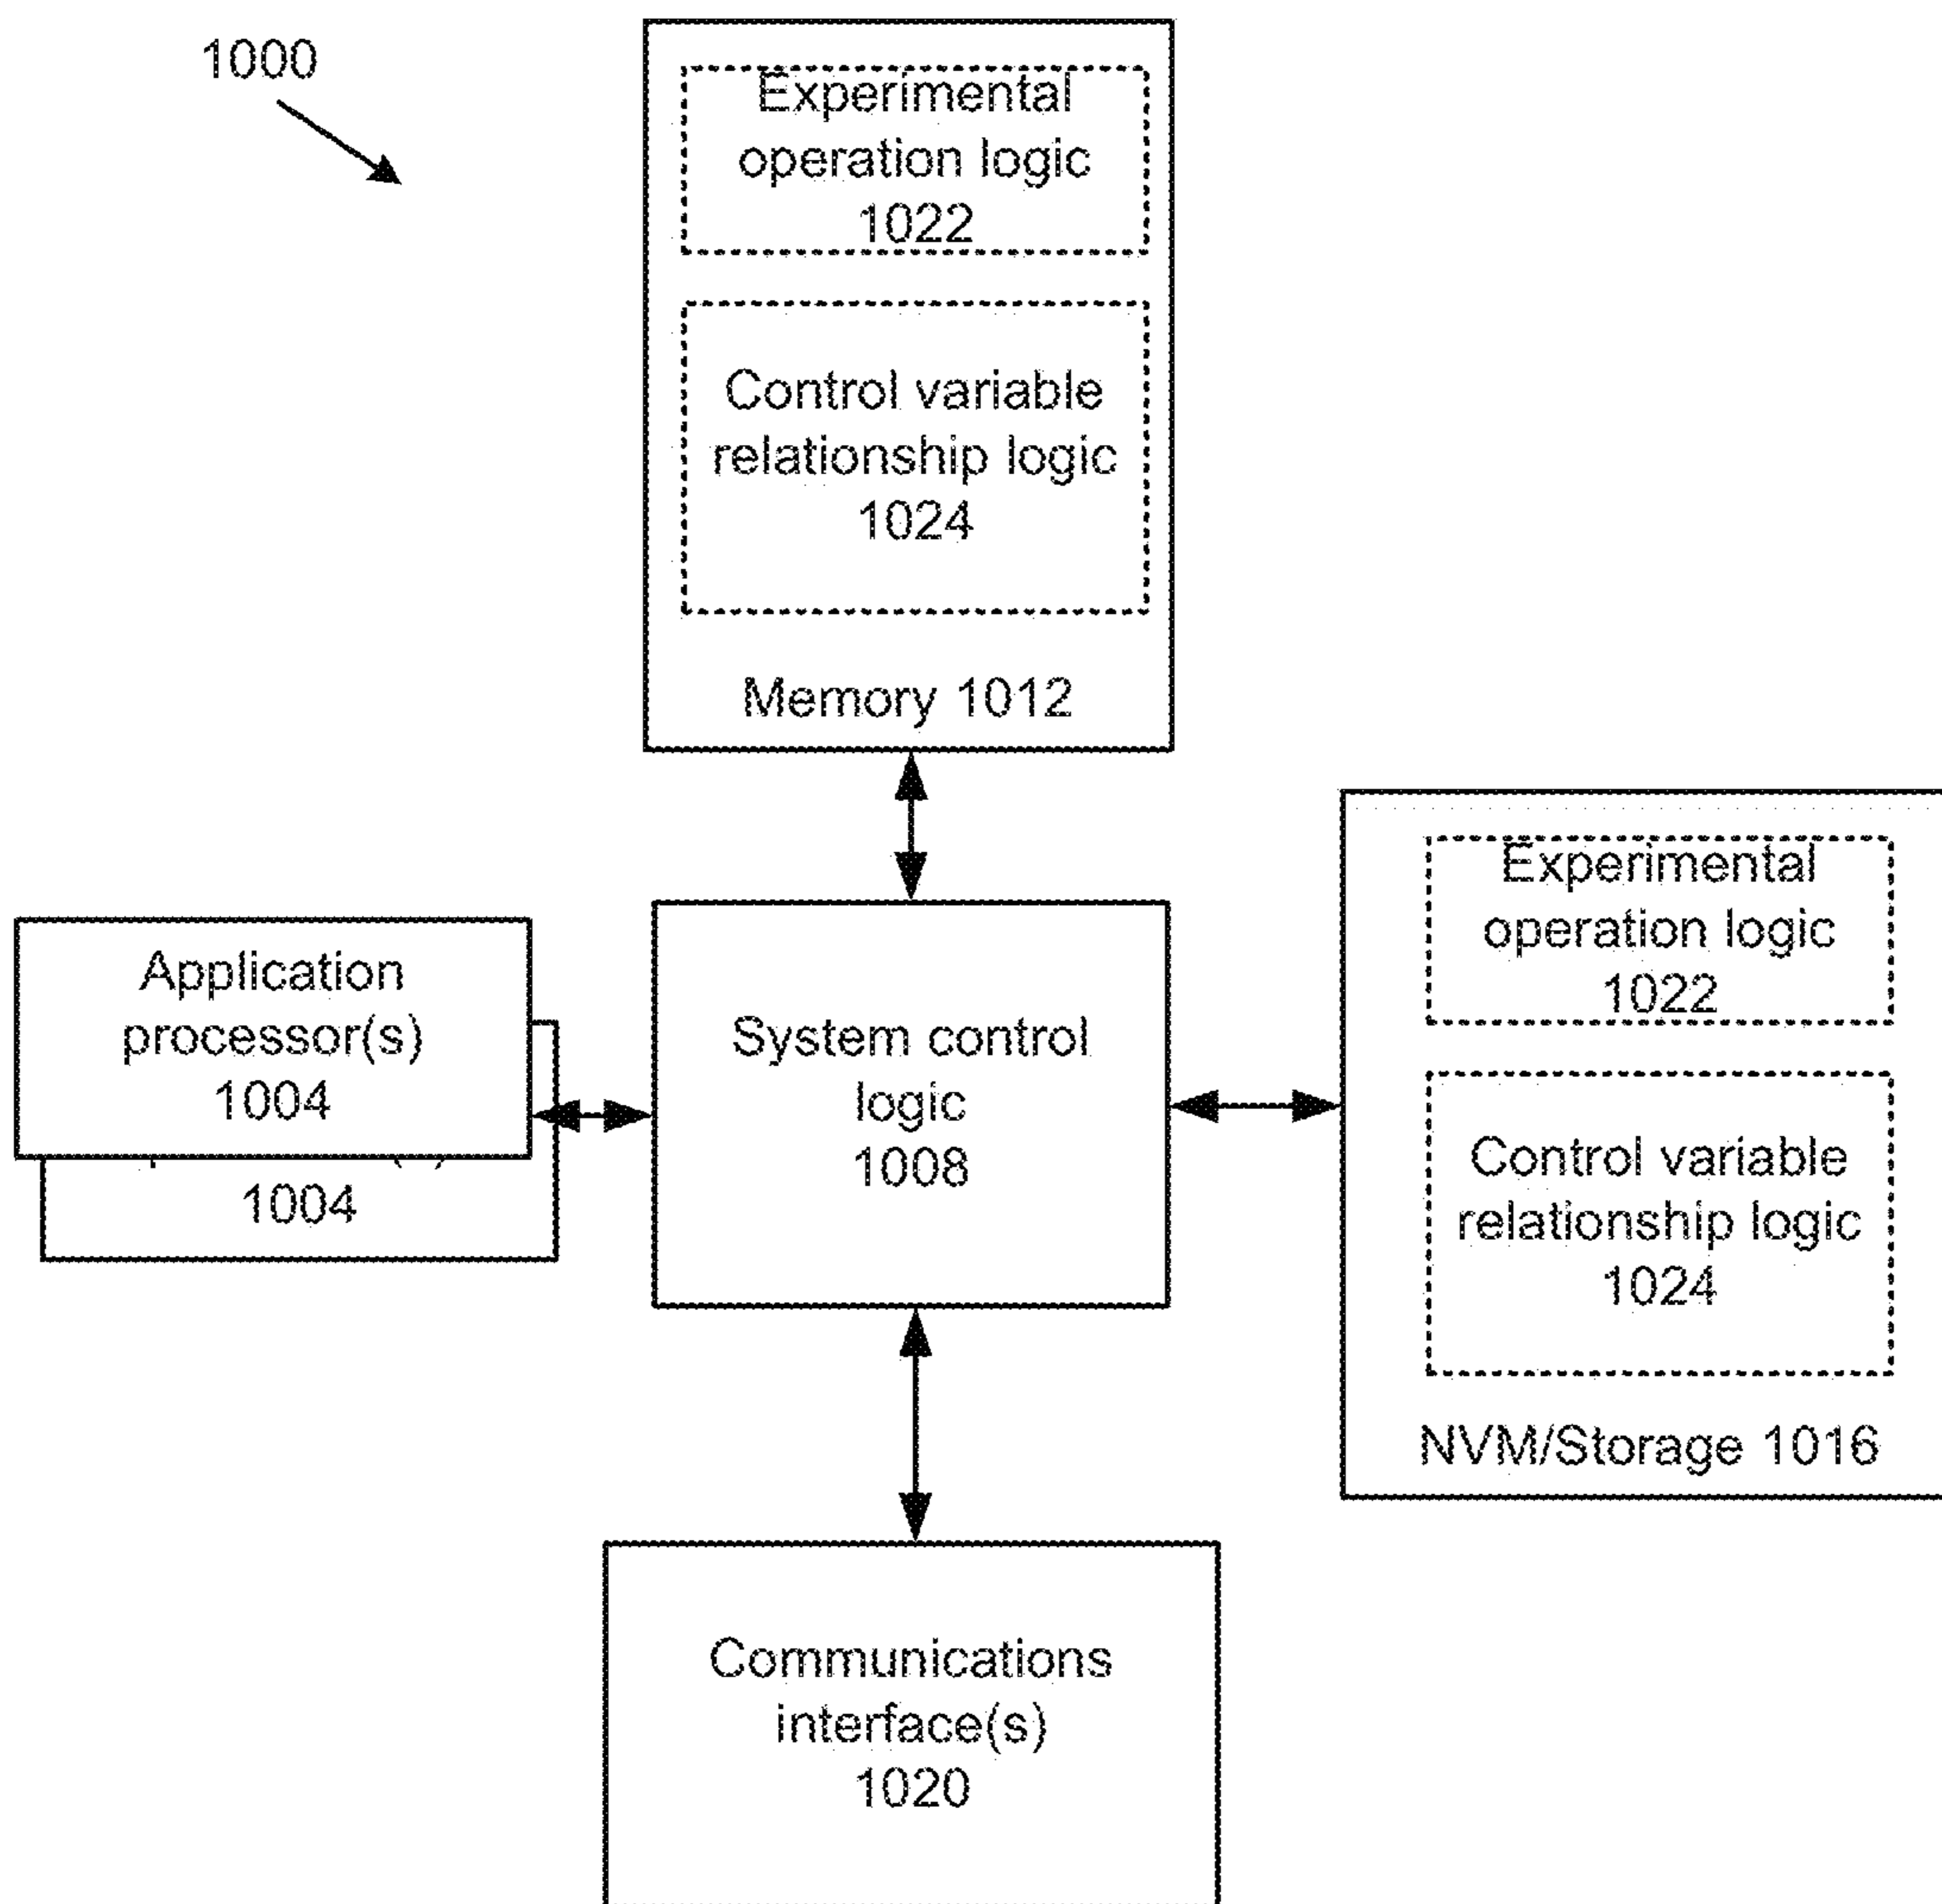 1000
Experimental
operation logic
1022
Control variable
relationship logic
1024
Memory 1012
Application
processor(s)
1004
1004
System control
logic
1008
Experimental
operation logic
1022
Control variable
relationship logic
1024
NVM/Storage 1016
Communications
interface(s)
1020